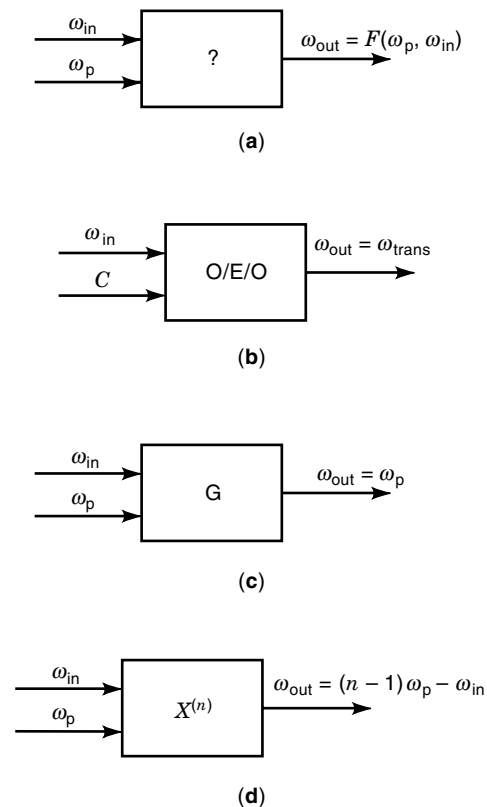 ω_in
ω_p
?
ω_out = F(ω_p, ω_in)
(a)
ω_in
C
O/E/O
ω_out = ω_trans
(b)
ω_in
ω_p
G
ω_out = ω_p
(c)
ω_in
ω_p
X^(n)
ω_out = (n − 1) ω_p − ω_in
(d)